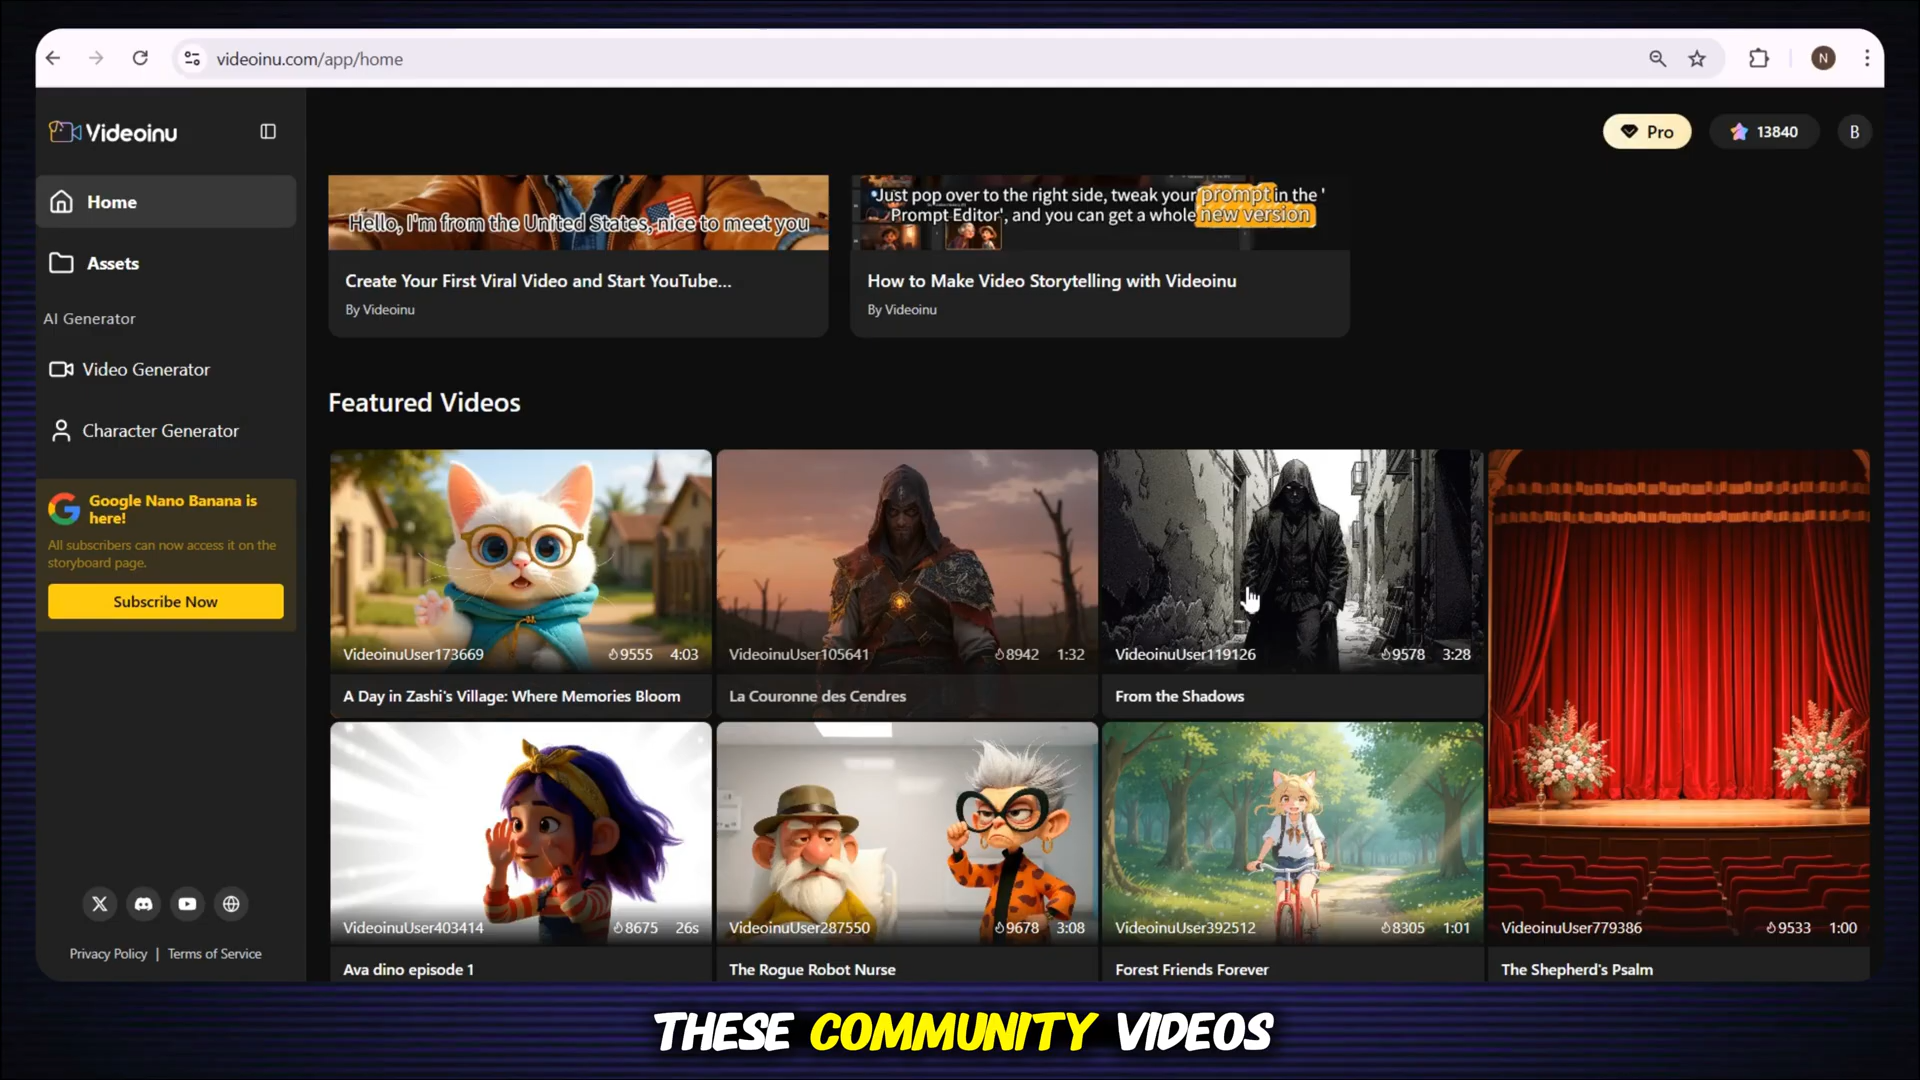 videoinu.com/app/home
N
Videoinu
Pro
13840
B
Home
Assets
AI Generator
Video Generator
Character Generator
Google Nano Banana is
here!
All subscribers can now access it on the
storyboard page.
Subscribe Now
Privacy Policy | Terms of Service
Hello, I'm from the United States, nice to meet you
Create Your First Viral Video and Start YouTube...
By Videoinu
"Just pop over to the right side, tweak your prompt in the '
Prompt Editor', and you can get a whole new version
How to Make Video Storytelling with Videoinu
By Videoinu
Featured Videos
VideoinuUser173669 9555 4:03
A Day in Zashi's Village: Where Memories Bloom
VideoinuUser105641 8942 1:32
La Couronne des Cendres
VideoinuUser119126 9578 3:28
From the Shadows
VideoinuUser403414 8675 26s
Ava dino episode 1
VideoinuUser287550 9678 3:08
The Rogue Robot Nurse
VideoinuUser392512 8305 1:01
Forest Friends Forever
VideoinuUser779386 9533 1:00
The Shepherd's Psalm
THESE COMMUNITY VIDEOS